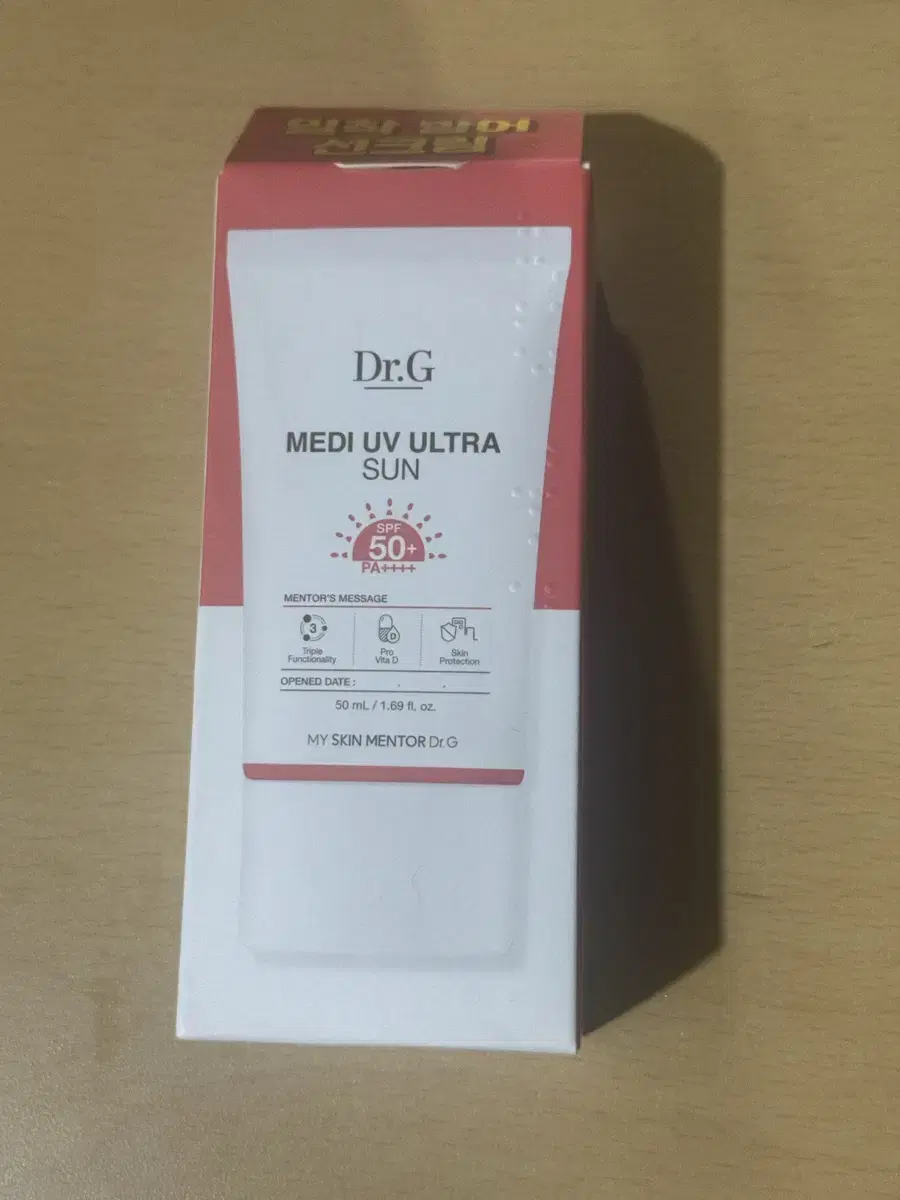 Dr.G
MEDI UV ULTRA
SUN
SPF
50+
PA++++
MENTOR'S MESSAGE
3
Triple
Functionality
D
Pro
Vita D
Skin
Protection
OPENED DATE : . .
50 mL / 1.69 fl. oz.
MY SKIN MENTOR Dr.G